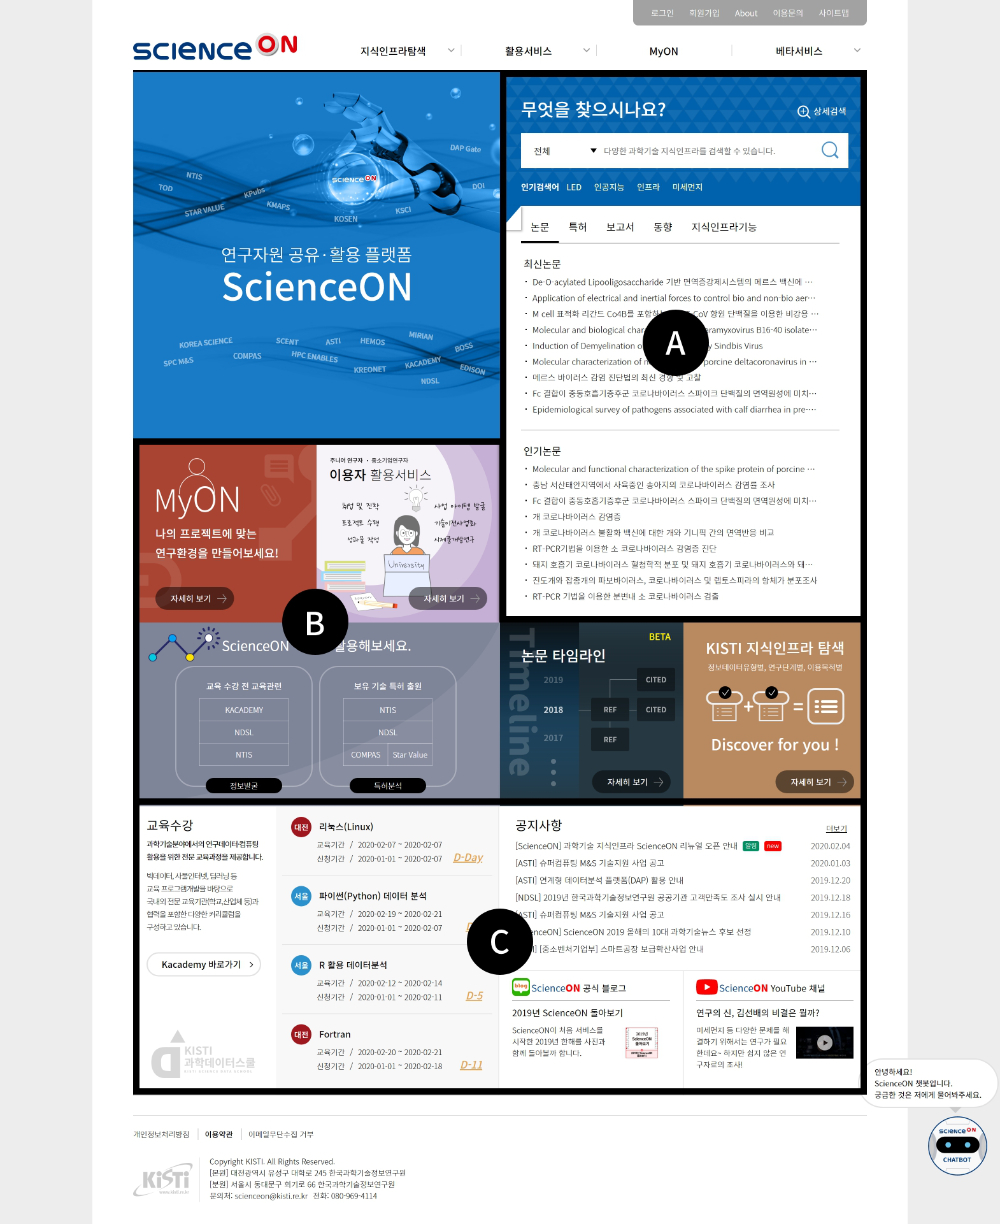 로그인 회원가입 About 이용문의 사이트맵
SCIENCE ON
지식인프라탐색 활용서비스 MyON 베타서비스
DAP Gate
NTIS
TOD
KPubs
SCIENCE ON
DOI
STAR VALUE
KMAPS
KOSEN
KSCI
연구자원 공유·활용 플랫폼
ScienceON
KOREA SCIENCE
SCENT
ASTI
HEMOS
MIRIAN
BOSS
SPC M&S
COMPAS
HPC ENABLES
KREONET
KACADEMY
EDISON
NDSL
무엇을 찾으시나요?
상세검색
전체 다양한 과학기술 지식인프라를 검색할 수 있습니다.
인기검색어 LED 인공지능 인프라 미세먼지
논문 특허 보고서 동향 지식인프라기능
최신논문
· De-O-acylated Lipooligosaccharide 기반 면역증강제시스템의 메르스 백신에 ···
· Application of electrical and inertial forces to control bio and non-bio aer···
· M cell 표적화 리간드 Co4B를 CoV 항원 단백질을 이용한 비강용 ···
· Molecular and biological B16-40 isolate···
· Induction of Demyelination Sindbis Virus
· Molecular characterization of porcine deltacoronavirus in ···
· 메르스 바이러스 감염 진단법의 최신 경향 및 고찰
· Fc 결합이 중동호흡기증후군 코로나바이러스 스파이크 단백질의 면역원성에 미치···
· Epidemiological survey of pathogens associated with calf diarrhea in pre···
A
인기논문
· Molecular and functional characterization of the spike protein of porcine ···
· 충남 서산태안지역에서 사육중인 송아지의 코로나바이러스 감염률 조사
· Fc 결합이 중동호흡기증후군 코로나바이러스 스파이크 단백질의 면역원성에 미치···
· 개 코로나바이러스 감염증
· 개 코로나바이러스 불활화 백신에 대한 개와 기니픽 간의 면역반응 비교
· RT-PCR기법을 이용한 소 코로나바이러스 감염증 진단
· 돼지 호흡기 코로나바이러스 혈청학적 분포 및 돼지 호흡기 코로나바이러스와 돼···
· 진도개와 잡종개의 파보바이러스, 코로나바이러스 및 렙토스피라의 항체가 분포조사
· RT-PCR 기법을 이용한 분변내 소 코로나바이러스 검출
MyON
나의 프로젝트에 맞는
연구환경을 만들어보세요!
자세히 보기
주니어 연구자 · 중소기업연구자
이용자 활용서비스
취업 및 진학
프로젝트 수행
성과물 작성
사업 아이템 발굴
기술이전사업화
시제품개발연구
University
자세히 보기
B
ScienceON 활용해보세요.
교육 수강 전 교육관련
KACADEMY
NDSL
NTIS
정보발굴
보유 기술 특허 출원
NTIS
NDSL
COMPAS Star Value
특허분석
Timeline
BETA
논문 타임라인
2019 CITED
2018 REF CITED
2017 REF
자세히 보기
KISTI 지식인프라 탐색
정보데이터유형별, 연구단계별, 이용목적별
+ =
Discover for you !
자세히 보기
교육수강
과학기술분야에서의 연구데이터·컴퓨팅
활용을 위한 전문 교육과정을 제공합니다.
빅데이터, 사물인터넷, 딥러닝 등
교육 프로그램개발을 바탕으로
국내외 전문 교육기관(학교,산업체 등)과
협력을 포함한 다양한 커리큘럼을
구성하고 있습니다.
Kacademy 바로가기
KISTI
과학데이터스쿨
대전 리눅스(Linux)
교육기간 / 2020-02-07 ~ 2020-02-07
신청기간 / 2020-01-01 ~ 2020-02-07 D-Day
서울 파이썬(Python) 데이터 분석
교육기간 / 2020-02-19 ~ 2020-02-21
신청기간 / 2020-01-01 ~ 2020-02-07
서울 R 활용 데이터분석
교육기간 / 2020-02-12 ~ 2020-02-14
신청기간 / 2020-01-01 ~ 2020-02-11 D-5
대전 Fortran
교육기간 / 2020-02-20 ~ 2020-02-21
신청기간 / 2020-01-01 ~ 2020-02-18 D-11
C
공지사항 더보기
[ScienceON] 과학기술 지식인프라 ScienceON 리뉴얼 오픈 안내 알림 new 2020.02.04
[ASTI] 슈퍼컴퓨팅 M&S 기술지원 사업 공고 2020.01.03
[ASTI] 연계형 데이터분석 플랫폼(DAP) 활용 안내 2019.12.20
[NDSL] 2019년 한국과학기술정보연구원 공공기관 고객만족도 조사 실시 안내 2019.12.18
[ASTI] 슈퍼컴퓨팅 M&S 기술지원 사업 공고 2019.12.16
ScienceON 2019 올해의 10대 과학기술뉴스 후보 선정 2019.12.10
[중소벤처기업부] 스마트공장 보급확산사업 안내 2019.12.06
blog ScienceON 공식 블로그
2019년 ScienceON 돌아보기
ScienceON이 처음 서비스를
시작한 2019년 한해를 사진과
함께 돌아볼까 합니다.
ScienceON YouTube 채널
연구의 신, 김선배의 비결은 뭘까?
미세먼지 등 다양한 문제를 해
결하기 위해서는 연구가 필요
한데요~ 하지만 쉽지 않은 연
구자로의 조사!
안녕하세요!
ScienceON 챗봇입니다.
궁금한 것은 저에게 물어봐주세요.
SCIENCE ON
CHATBOT
개인정보처리방침 이용약관 이메일무단수집 거부
KiSTi
www.kisti.re.kr
Copyright KISTI. All Rights Reserved.
[본원] 대전광역시 유성구 대학로 245 한국과학기술정보연구원
[분원] 서울시 동대문구 회기로 66 한국과학기술정보연구원
문의처: scienceon@kisti.re.kr 전화: 080-969-4114